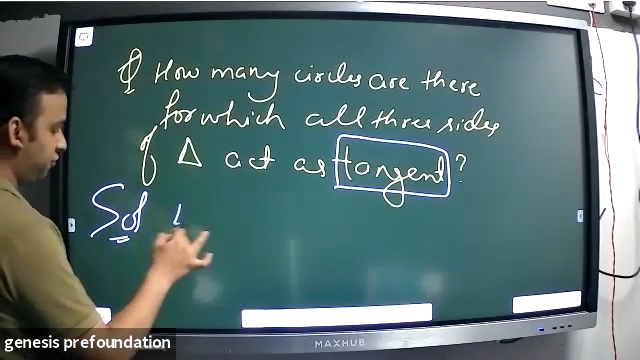 Q How many circles are there
for which all three sides
of Δ act as tangent?
Sol
genesis prefoundation
MAXHUB